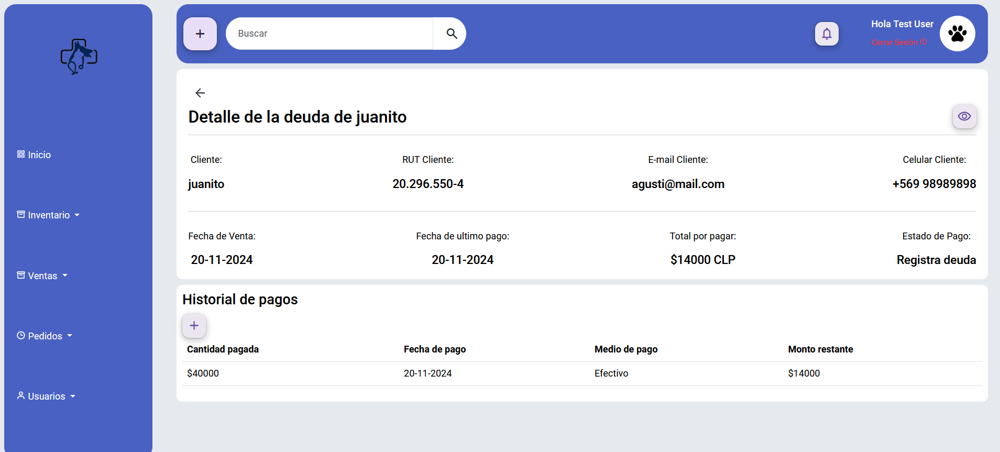 Buscar
Hola Test User
Cerrar Sesión
Inicio
Inventario
Ventas
Pedidos
Usuarios
Detalle de la deuda de juanito
Cliente: RUT Cliente: E-mail Cliente: Celular Cliente:
juanito 20.296.550-4 agusti@mail.com +569 98989898
Fecha de Venta: Fecha de ultimo pago: Total por pagar: Estado de Pago:
20-11-2024 20-11-2024 $14000 CLP Registra deuda
Historial de pagos
Cantidad pagada Fecha de pago Medio de pago Monto restante
$40000 20-11-2024 Efectivo $14000